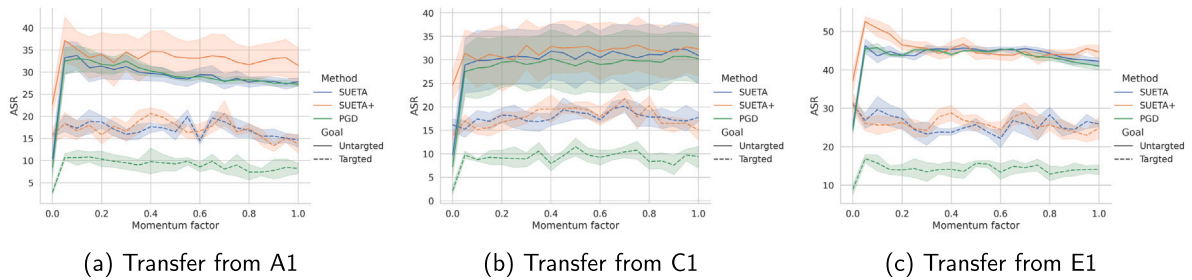 40
35
30
25
20
15
10
5
ASR
0.0 0.2 0.4 0.6 0.8 1.0
Momentum factor
Method
SUETA
SUETA+
PGD
Goal
Untargted
Targted
(a) Transfer from A1
40
35
30
25
20
15
10
5
0
ASR
0.0 0.2 0.4 0.6 0.8 1.0
Momentum factor
Method
SUETA
SUETA+
PGD
Goal
Untargted
Targted
(b) Transfer from C1
50
40
30
20
10
ASR
0.0 0.2 0.4 0.6 0.8 1.0
Momentum factor
Method
SUETA
SUETA+
PGD
Goal
Untargted
Targted
(c) Transfer from E1